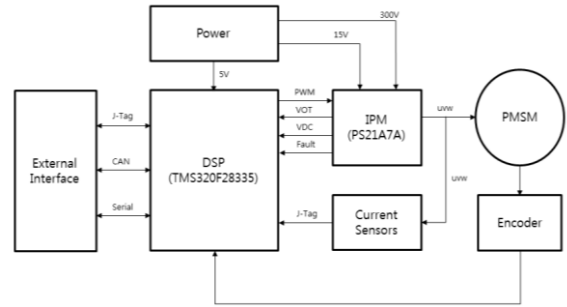 300V
Power
15V
5V
PWM
uvw
J-Tag
VOT
IPM
(PS21A7A)
PMSM
VDC
External
Interface
CAN
DSP
(TMS320F28335)
Fault
uvw
Serial
J-Tag
Current
Sensors
Encoder